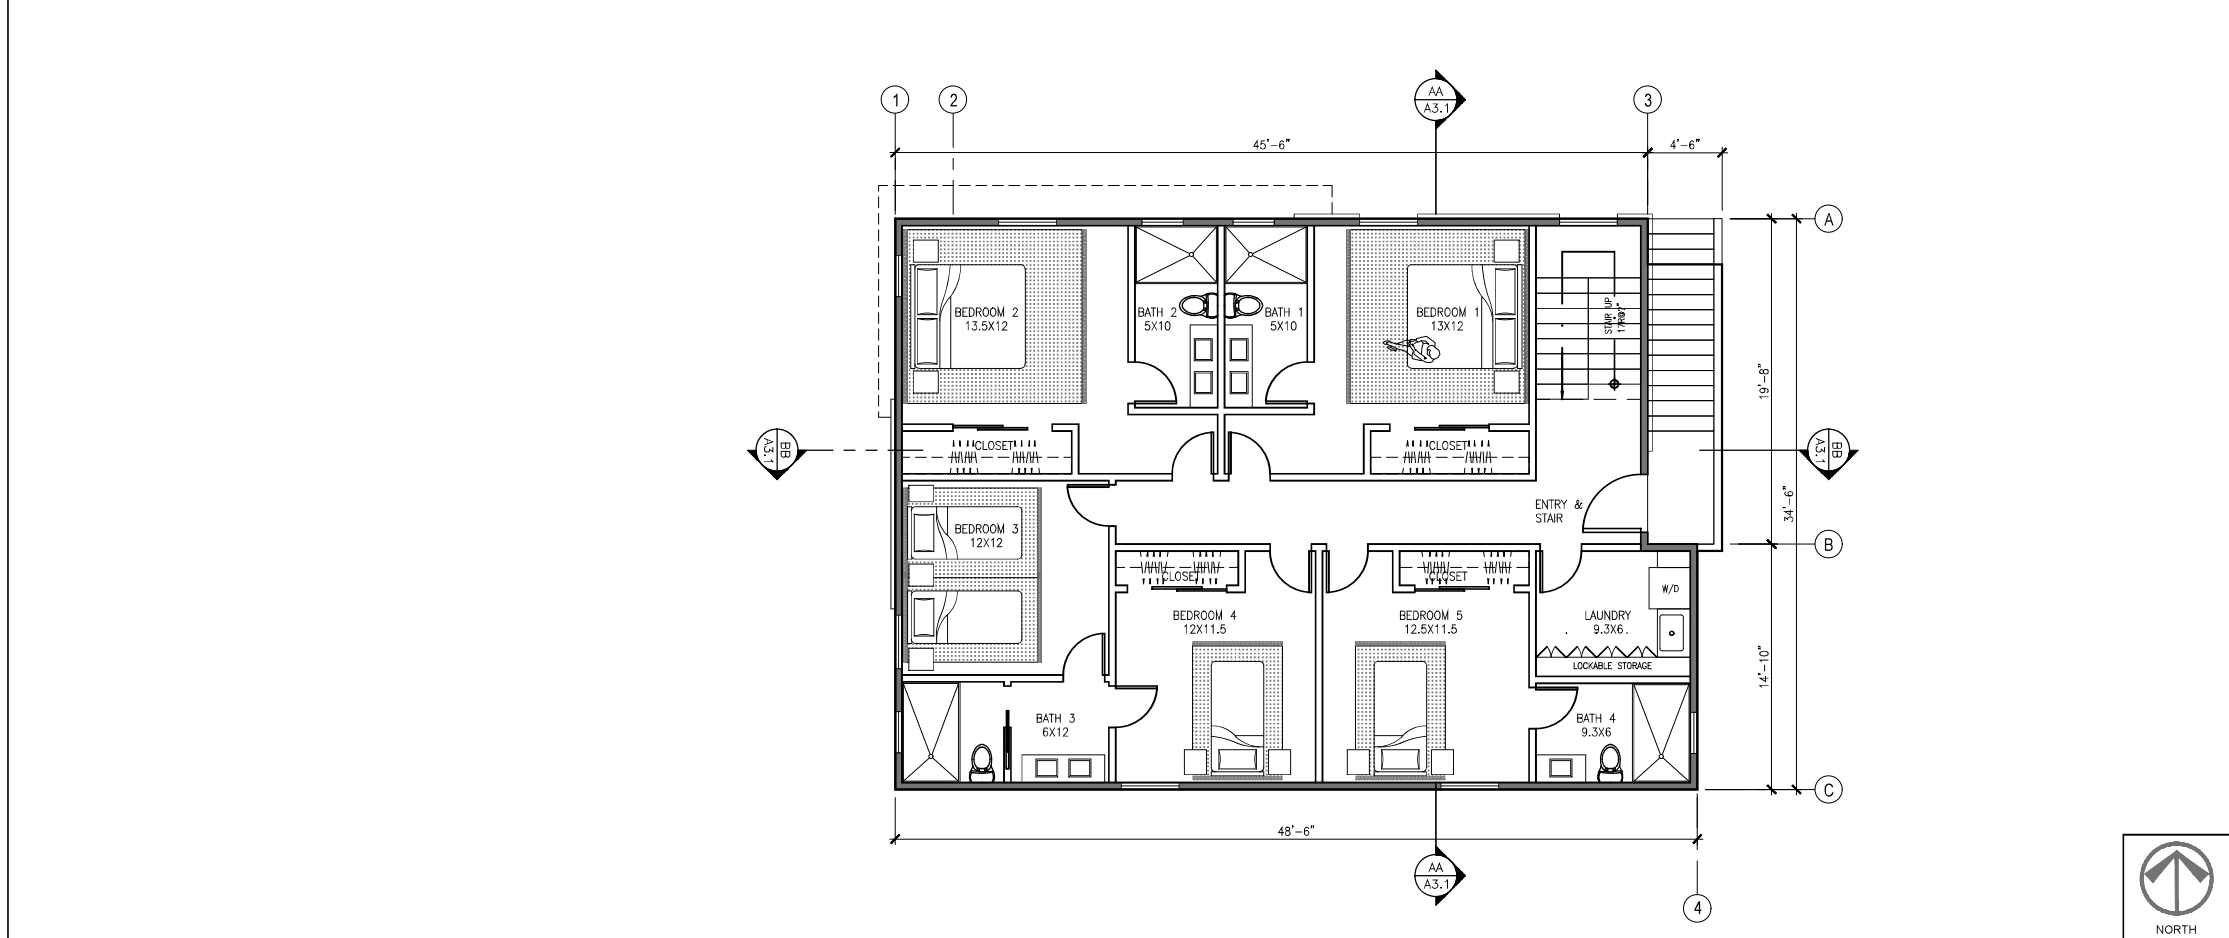 1
2
AA
A3.1
3
45'-6"
4'-6"
A
BEDROOM 2
13.5X12
BATH 2
5X10
BATH 1
5X10
BEDROOM 1
13X12
STAIR UP
19'-8"
BB
A3.1
CLOSET
CLOSET
BB
A3.1
34'-6"
ENTRY &
STAIR
BEDROOM 3
12X12
B
CLOSET
CLOSET
W/D
BEDROOM 4
12X11.5
BEDROOM 5
12.5X11.5
LAUNDRY
9.3X6
LOCKABLE STORAGE
14'-10"
BATH 3
6X12
BATH 4
9.3X6
C
48'-6"
AA
A3.1
4
NORTH